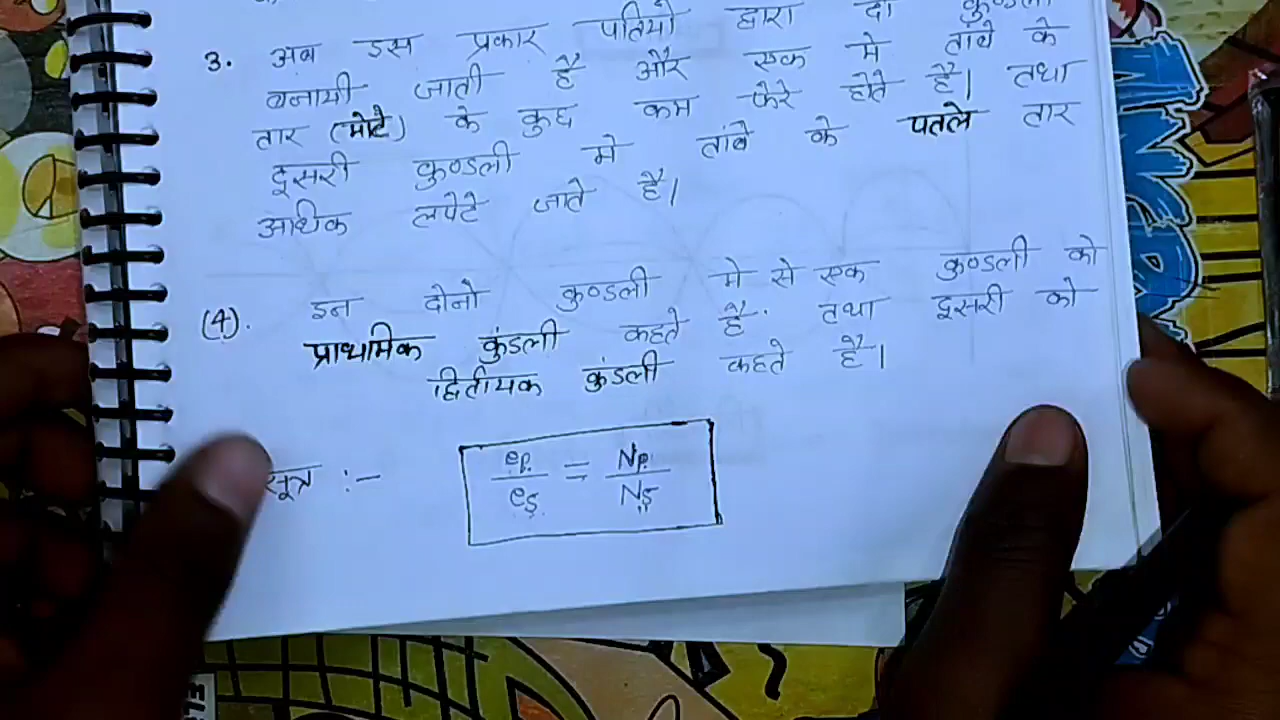 3. अब इस प्रकार पतियो द्वारा दो कुण्डली
बनायी जाती है और एक मे तांबे के
तार (मोटे) के कुछ कम फेरे होते है। तथा
दूसरी कुण्डली मे तांबे के पतले तार
अधिक लपेटे जाते है।
(4). इन दोनो कुण्डली मे से एक कुण्डली को
प्राथमिक कुंडली कहते है. तथा दूसरी को
द्वितीयक कुंडली कहते है।
सूत्र :- ep/es = Np/Ns